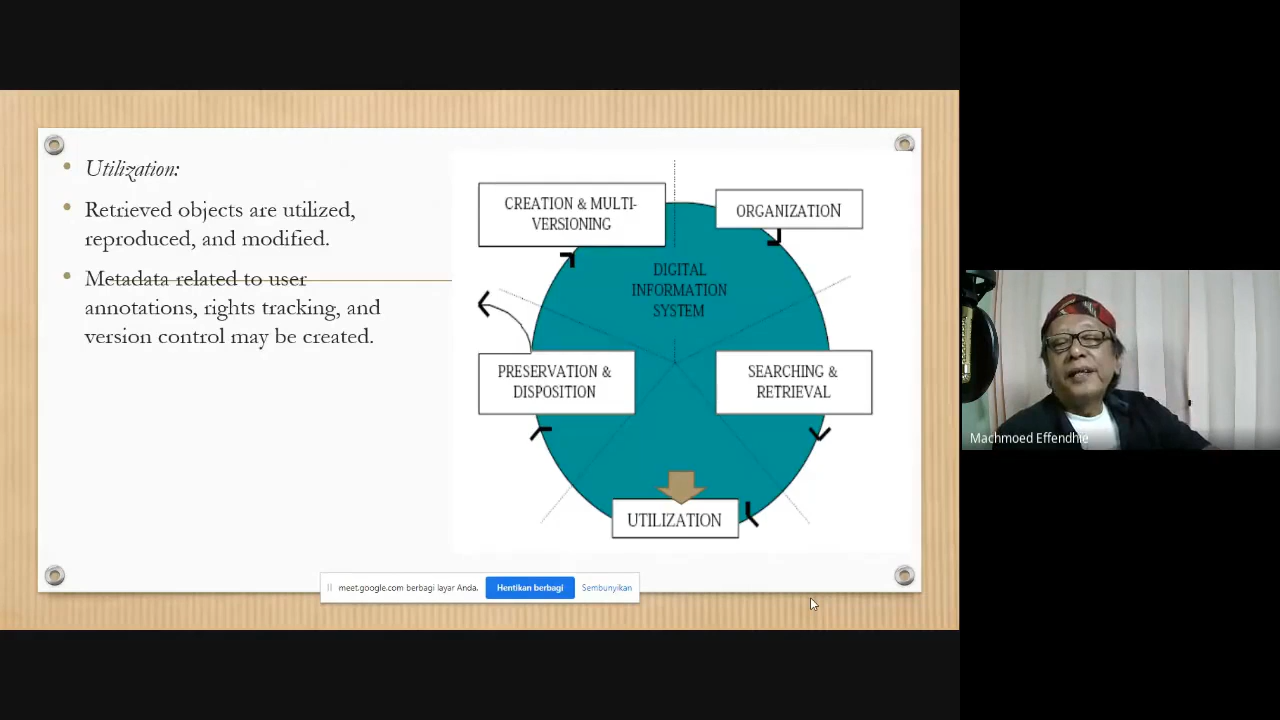 Utilization:
Retrieved objects are utilized,
reproduced, and modified.
Metadata related to user
annotations, rights tracking, and
version control may be created.
CREATION & MULTI-
VERSIONING
ORGANIZATION
DIGITAL
INFORMATION
SYSTEM
PRESERVATION &
DISPOSITION
SEARCHING &
RETRIEVAL
UTILIZATION
meet.google.com berbagi layar Anda.
Hentikan berbagi
Sembunyikan
Machmoed Effendhie